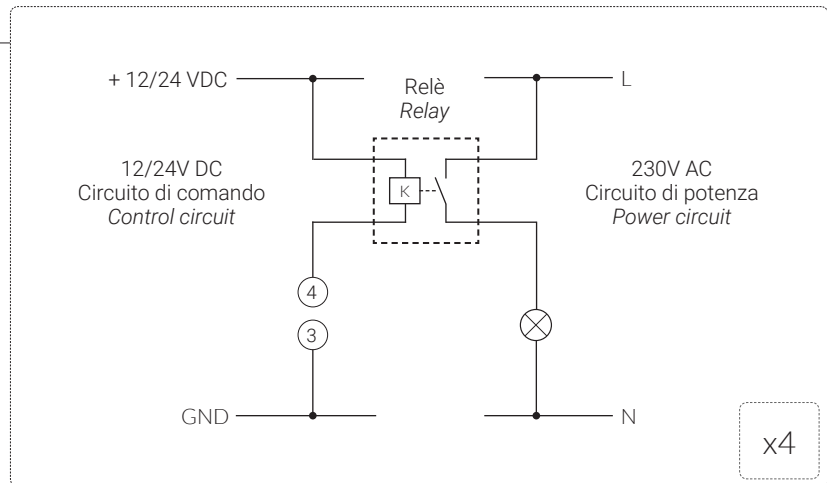 + 12/24 VDC
Relè
Relay
L
12/24V DC
Circuito di comando
Control circuit
K
230V AC
Circuito di potenza
Power circuit
4
3
GND
N
x4